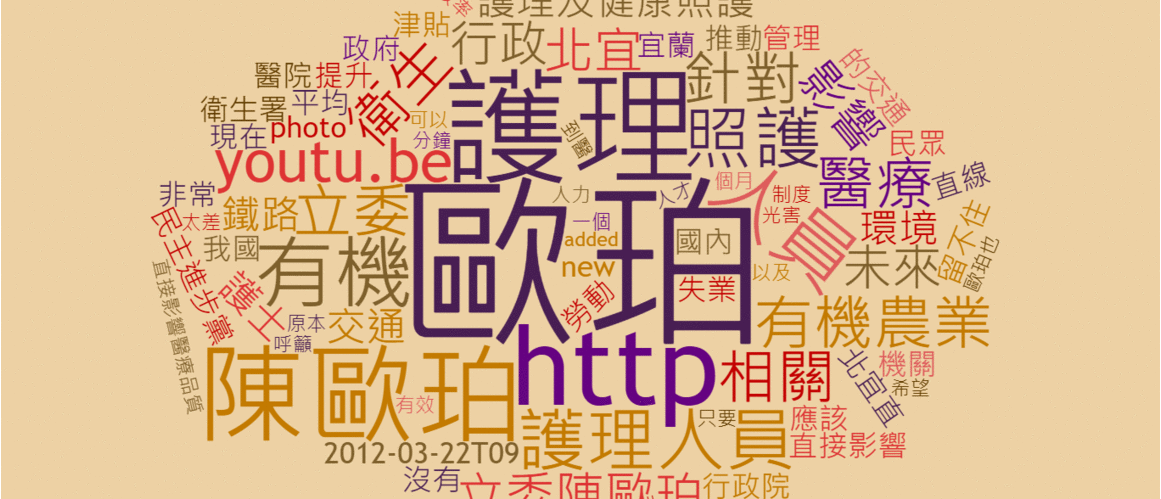 護理及健康照護
津貼
行政
北宜
宜蘭
推動
管理
政府
衛生
針對
影響
的交通
醫院
提升
護理
衛生署
平均
可以
照護
民眾
現在
photo
分鐘
到醫
youtu.be
醫療
直線
人員
個月
制度
人力
人才
非常
太差
鐵路
立委
歐珀
一個
光害
環境
留不住
民主進步黨
我國
有機
added
國內
未來
歐珀也
直接影響醫療品質
護士
new
失業
以及
原本
交通
勞動
有機農業
呼籲
http
陳歐珀
相關
北宜直
機關
希望
有效
護理人員
只要
應該
2012-03-22T09
直接影響
沒有
立委陳歐珀
行政院